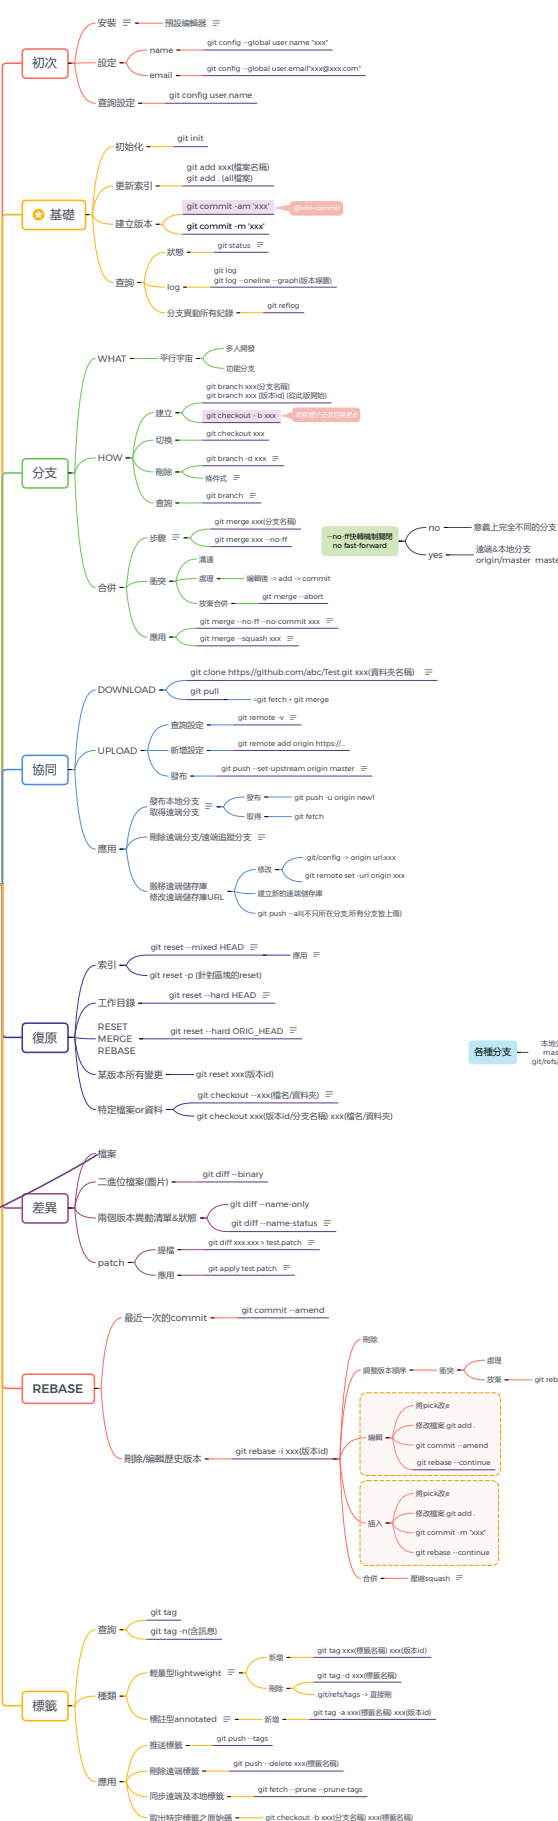 初次
安裝
預設編輯器
設定
name
git config --global user.name "xxx"
email
git config --global user.email"xxx@xxx.com"
查詢設定
git config user.name
基礎
初始化
git init
更新索引
git add xxx(檔案名稱)
git add . (all檔案)
建立版本
git commit -am 'xxx'
git commit -m 'xxx'
查詢
狀態
git status
log
git log
git log --oneline --graph(版本線圖)
分支異動所有紀錄
git reflog
分支
WHAT
平行宇宙
多人開發
功能分支
HOW
建立
git branch xxx(分支名稱)
git branch xxx [版本id] (從此版開始)
git checkout - b xxx
切換
git checkout xxx
刪除
git branch -d xxx
條件式
查詢
git branch
合併
步驟
git merge xxx(分支名稱)
git merge xxx --no-ff
衝突
溝通
處理
編輯後 -> add -> commit
放棄合併
git merge --abort
應用
git merge --no-ff --no-commit xxx
git merge --squash xxx
--no-ff快轉機制關閉
no fast-forward
no
意義上完全不同的分支
yes
遠端&本地分支
origin/master maste
協同
DOWNLOAD
git clone https://github.com/abc/Test.git xxx(資料夾名稱)
git pull
=git fetch + git merge
UPLOAD
查詢設定
git remote -v
新增設定
git remote add origin https://...
發布
git push --set-upstream origin master
應用
發布本地分支
取得遠端分支
發布
git push -u origin new1
取得
git fetch
刪除遠端分支/遠端追蹤分支
搬移遠端儲存庫
修改遠端儲存庫URL
修改
.git/config -> origin url:xxx
git remote set -url origin xxx
建立新的遠端儲存庫
git push --all(不只所在分支,所有分支皆上傳)
復原
索引
git reset --mixed HEAD
應用
git reset -p (針對區塊的reset)
工作目錄
git reset --hard HEAD
RESET
MERGE
REBASE
git reset --hard ORIG_HEAD
某版本所有變更
git reset xxx(版本id)
特定檔案or資料
git checkout --xxx(檔名/資料夾)
git checkout xxx(版本id/分支名稱) xxx(檔名/資料夾)
各種分支
本地分
mas
.git/refs/
差異
檔案
二進位檔案(圖片)
git diff --binary
兩個版本異動清單&狀態
git diff --name-only
git diff --name-status
patch
提檔
git diff xxx xxx > test.patch
應用
git apply test.patch
REBASE
最近一次的commit
git commit --amend
刪除/編輯歷史版本
git rebase -i xxx(版本id)
刪除
調整版本順序
衝突
處理
放棄
git reb
編輯
將pick改e
修改檔案 git add .
git commit --amend
git rebase --continue
插入
將pick改e
修改檔案 git add .
git commit -m "xxx"
git rebase --continue
合併
壓縮squash
標籤
查詢
git tag
git tag -n(含訊息)
種類
輕量型lightweight
新增
git tag xxx(標籤名稱) xxx(版本id)
刪除
git tag -d xxx(標籤名稱)
.git/refs/tags -> 直接刪
標註型annotated
新增
git tag -a xxx(標籤名稱) xxx(版本id)
應用
推送標籤
git push --tags
刪除遠端標籤
git push --delete xxx(標籤名稱)
同步遠端及本地標籤
git fetch --prune --prune-tags
取出特定標籤之原始碼
git checkout -b xxx(分支名稱) xxx(標籤名稱)